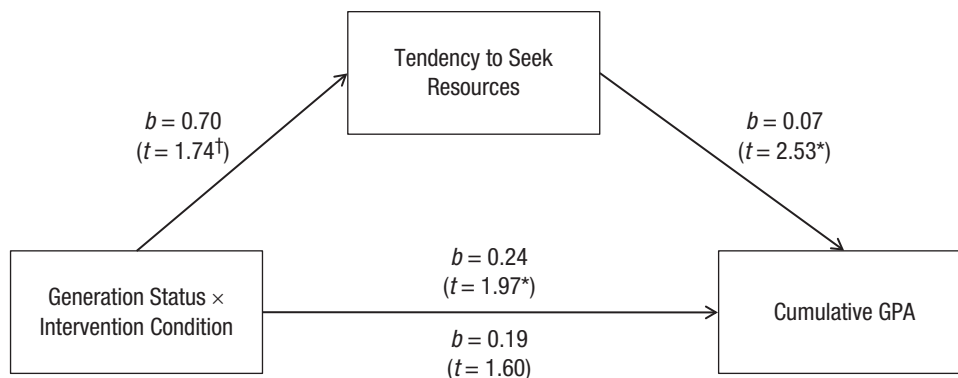 Tendency to Seek
Resources
b = 0.70
(t = 1.74†)
b = 0.07
(t = 2.53*)
Generation Status ×
Intervention Condition
b = 0.24
(t = 1.97*)
b = 0.19
(t = 1.60)
Cumulative GPA